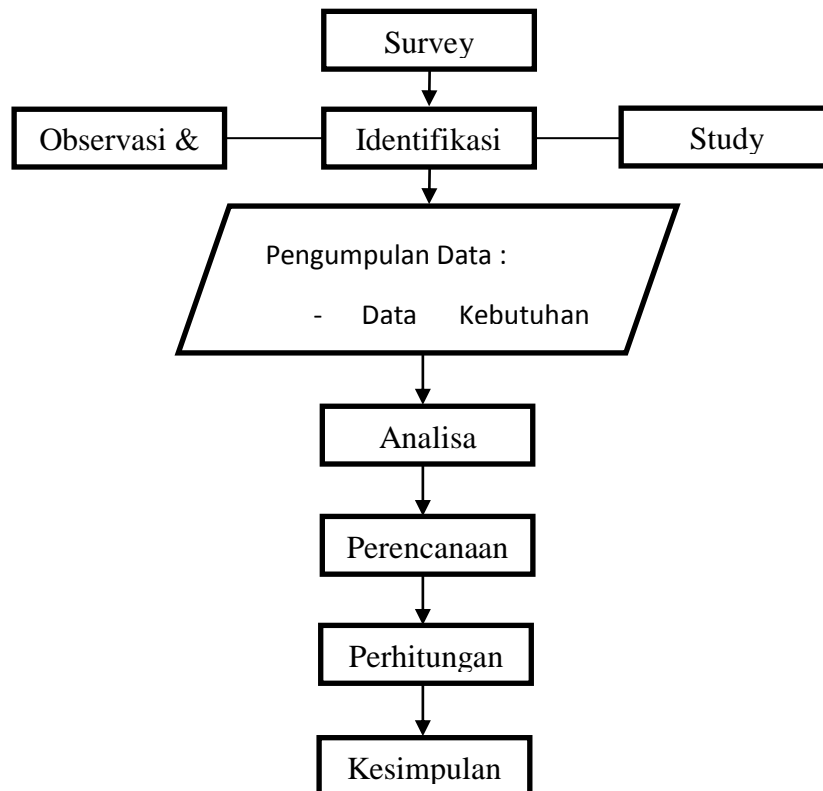 Survey
Observasi &
Identifikasi
Study
Pengumpulan Data :
- Data Kebutuhan
Analisa
Perencanaan
Perhitungan
Kesimpulan